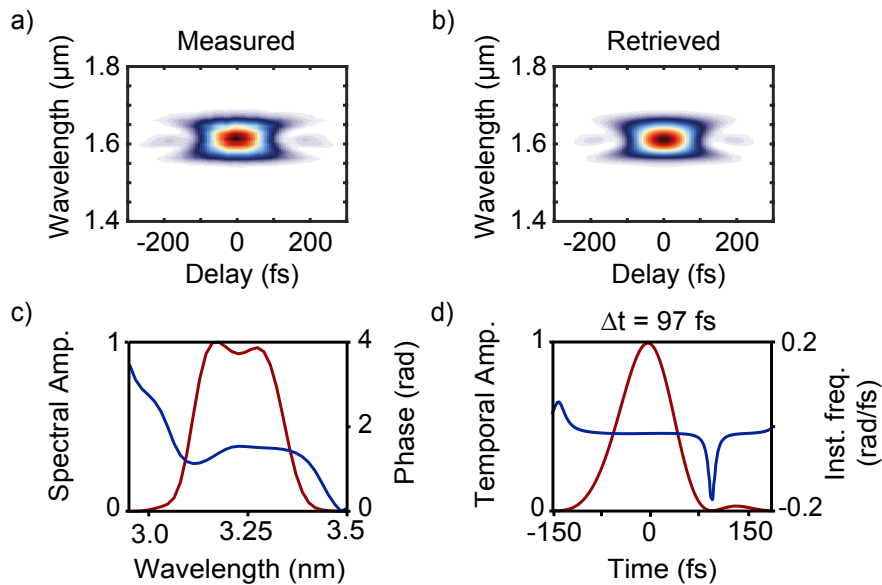 a)
Measured
Wavelength (μm)
1.8
1.6
1.4
-200
0
200
Delay (fs)
b)
Retrieved
Wavelength (μm)
1.8
1.6
1.4
-200
0
200
Delay (fs)
c)
Spectral Amp.
1
0
3.0
3.25
3.5
Wavelength (nm)
4
2
0
Phase (rad)
d)
Δt = 97 fs
Temporal Amp.
1
0
-150
0
150
Time (fs)
0.2
-0.2
Inst. freq.
(rad/fs)